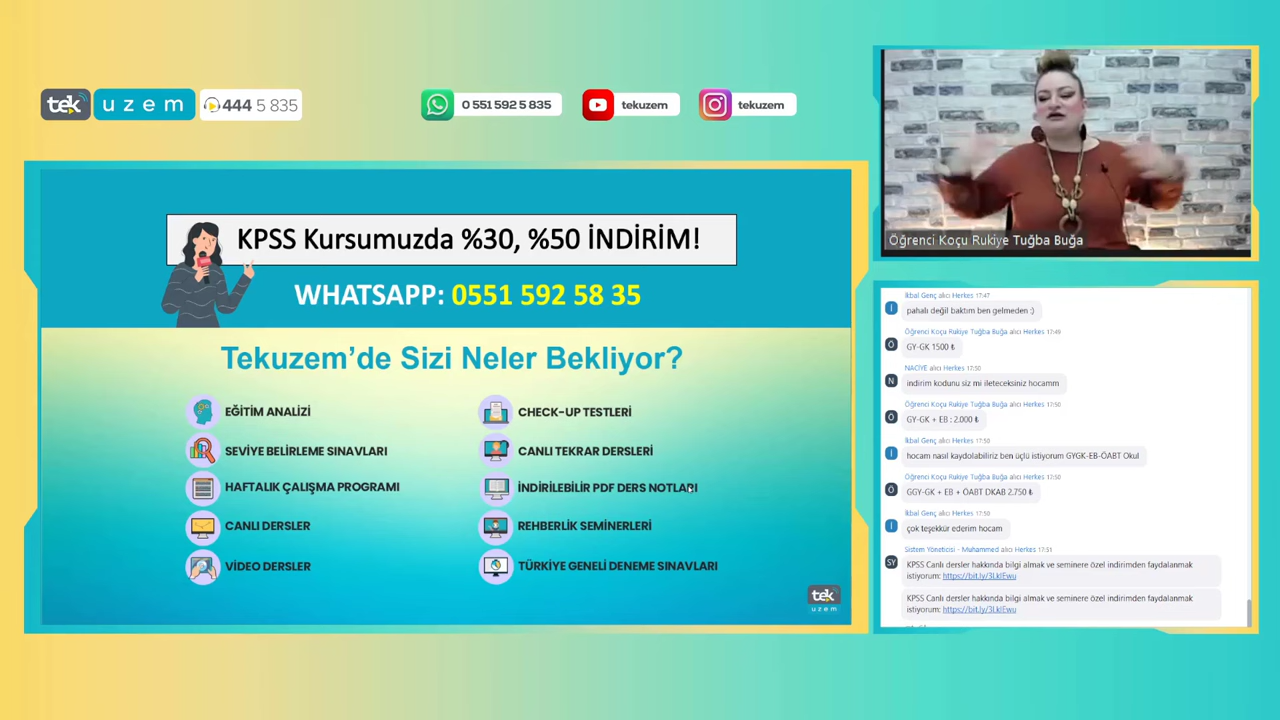 tek uzem 444 5 835
0 551 592 5 835
tekuzem
tekuzem
KPSS Kursumuzda %30, %50 İNDİRİM!
WHATSAPP: 0551 592 58 35
Tekuzem’de Sizi Neler Bekliyor?
EĞİTİM ANALİZİ
SEVİYE BELİRLEME SINAVLARI
HAFTALIK ÇALIŞMA PROGRAMI
CANLI DERSLER
VİDEO DERSLER
CHECK-UP TESTLERİ
CANLI TEKRAR DERSLERİ
İNDİRİLEBİLİR PDF DERS NOTLARI
REHBERLİK SEMİNERLERİ
TÜRKİYE GENELİ DENEME SINAVLARI
tek
uzem
Öğrenci Koçu Rukiye Tuğba Buğa
İkbal Genç alıcı Herkes 17:47
I
pahalı değil baktım ben gelmeden :)
Öğrenci Koçu Rukiye Tuğba Buğa alıcı Herkes 17:49
Ö
GY-GK 1500 ₺
NACİYE alıcı Herkes 17:50
N
indirim kodunu siz mi ileteceksiniz hocamm
Öğrenci Koçu Rukiye Tuğba Buğa alıcı Herkes 17:50
Ö
GY-GK + EB : 2.000 ₺
İkbal Genç alıcı Herkes 17:50
I
hocam nasıl kaydolabiliriz ben üçlü istiyorum GYGK-EB-ÖABT Okul
Öğrenci Koçu Rukiye Tuğba Buğa alıcı Herkes 17:50
Ö
GGY-GK + EB + ÖABT DKAB 2.750 ₺
İkbal Genç alıcı Herkes 17:50
I
çok teşekkür ederim hocam
Sistem Yöneticisi - Muhammed alıcı Herkes 17:51
SY
KPSS Canlı dersler hakkında bilgi almak ve seminere özel indirimden faydalanmak
istiyorum: https://bit.ly/3LklEwu
KPSS Canlı dersler hakkında bilgi almak ve seminere özel indirimden faydalanmak
istiyorum: https://bit.ly/3LklEwu